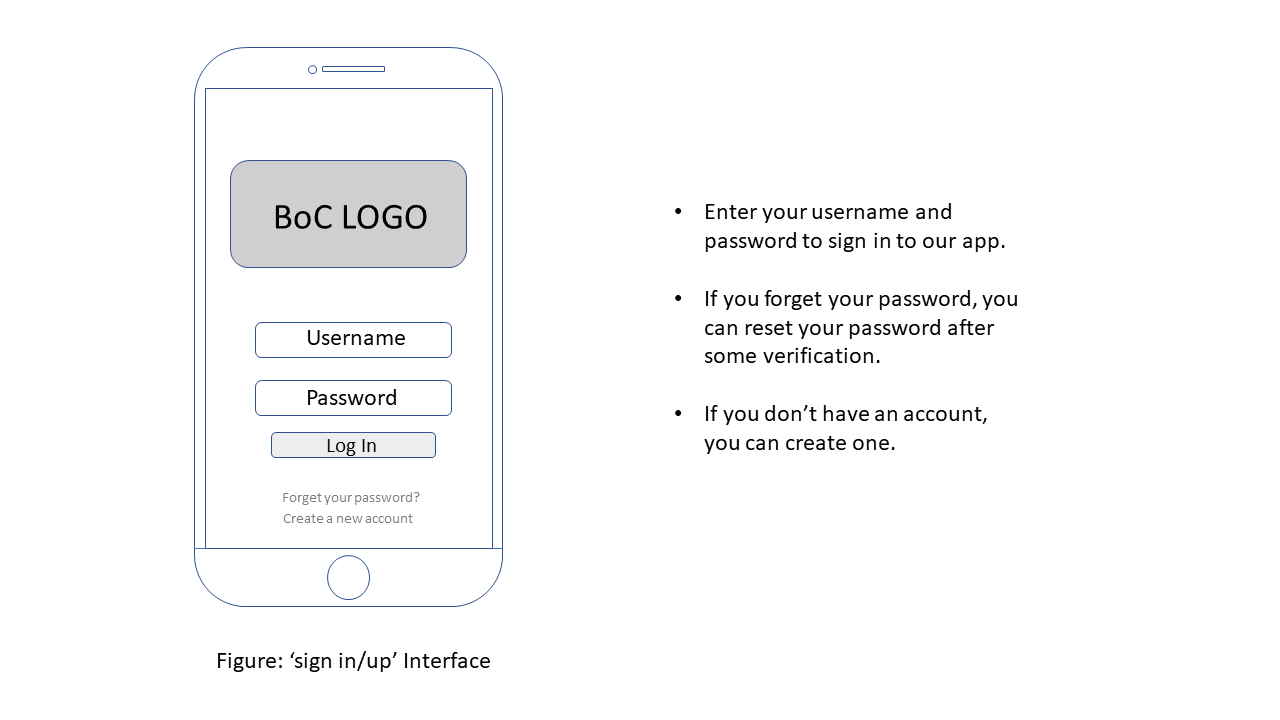 BoC LOGO
Username
Password
Log In
Forget your password?
Create a new account
Figure: ‘sign in/up’ Interface
• Enter your username and
password to sign in to our app.
• If you forget your password, you
can reset your password after
some verification.
• If you don’t have an account,
you can create one.